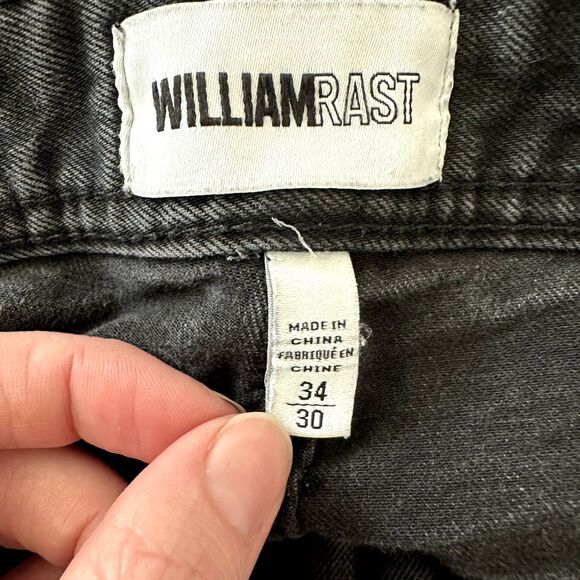 WILLIAMRAST
MADE IN
CHINA
FABRIQUÉ EN
CHINE
34
30